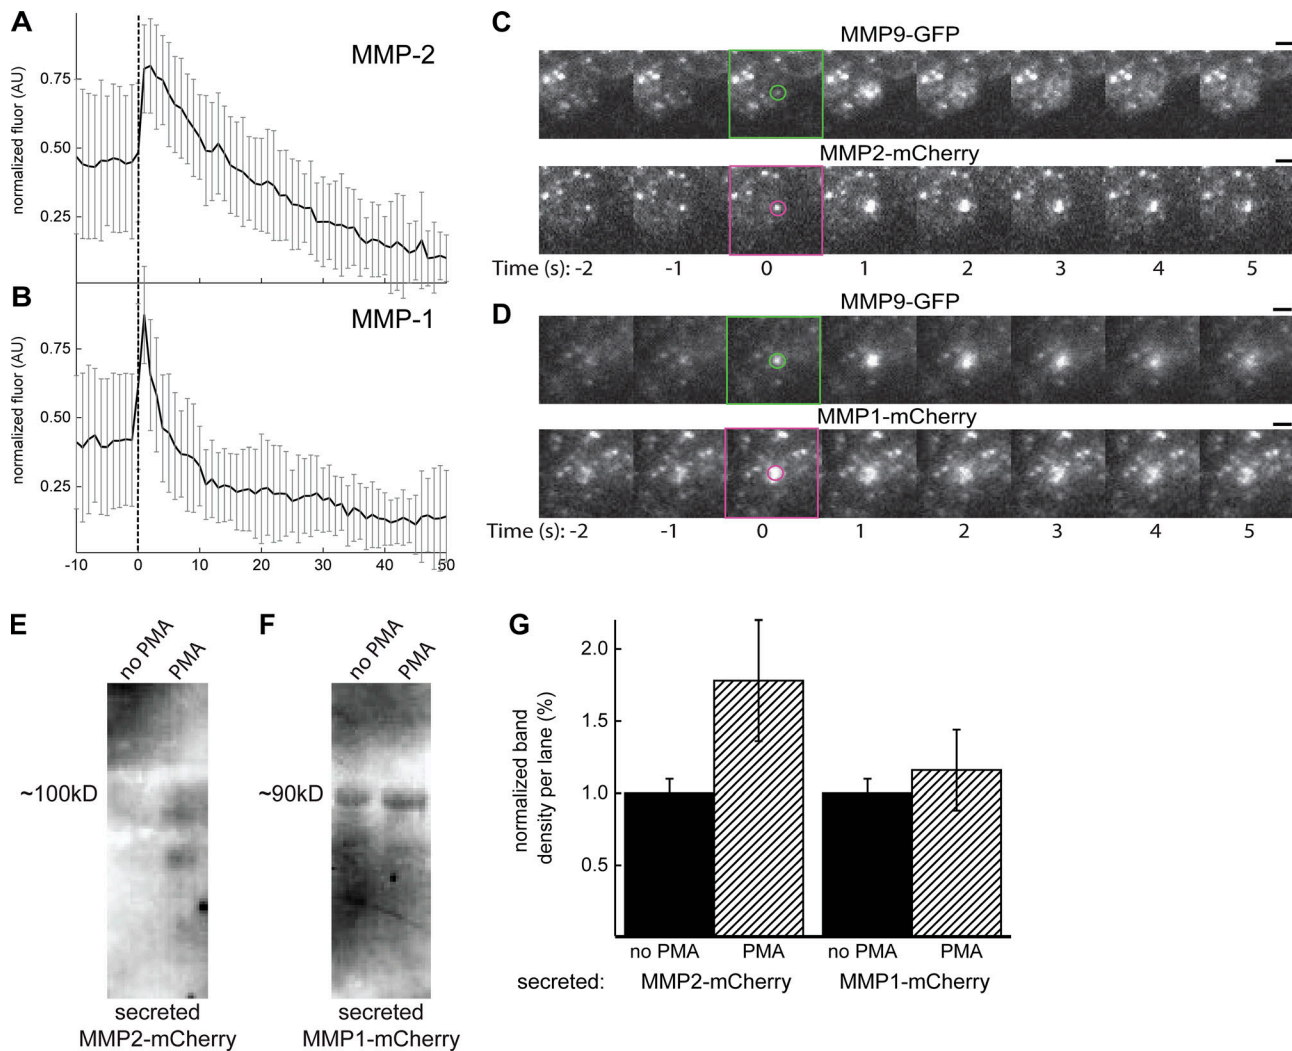 A
MMP-2
normalized fluor (AU)
0.75
0.50
0.25
B
MMP-1
normalized fluor (AU)
0.75
0.50
0.25
-10 0 10 20 30 40 50
C
MMP9-GFP
MMP2-mCherry
Time (s): -2 -1 0 1 2 3 4 5
D
MMP9-GFP
MMP1-mCherry
Time (s): -2 -1 0 1 2 3 4 5
E
no PMA
PMA
~100kD
secreted
MMP2-mCherry
F
no PMA
PMA
~90kD
secreted
MMP1-mCherry
G
normalized band
density per lane (%)
2.0
1.5
1.0
0.5
no PMA PMA no PMA PMA
secreted: MMP2-mCherry MMP1-mCherry